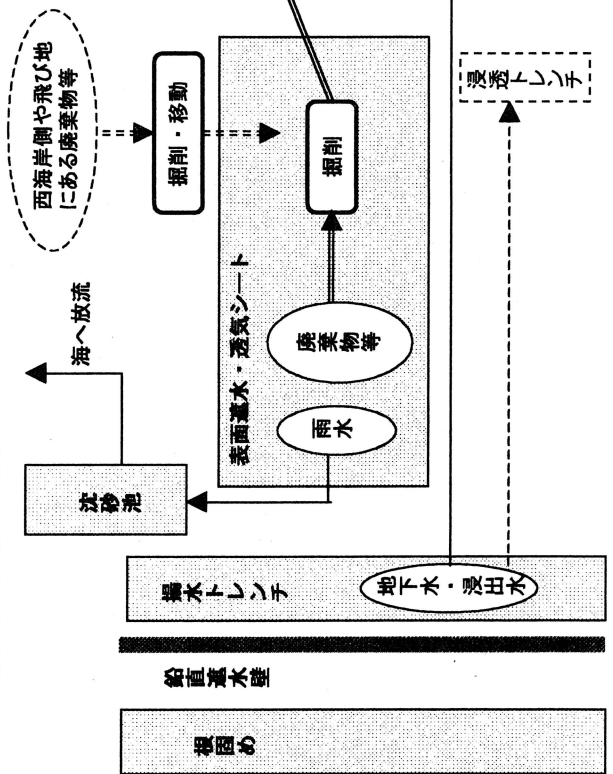 西海岸側や飛び地
にある廃棄物等
掘削・移動
浸透トレンチ
掘削
表面遮水・透気シート
廃棄物等
雨水
海へ放流
沈砂池
揚水トレンチ
地下水・浸出水
鉛直遮水壁
根固め